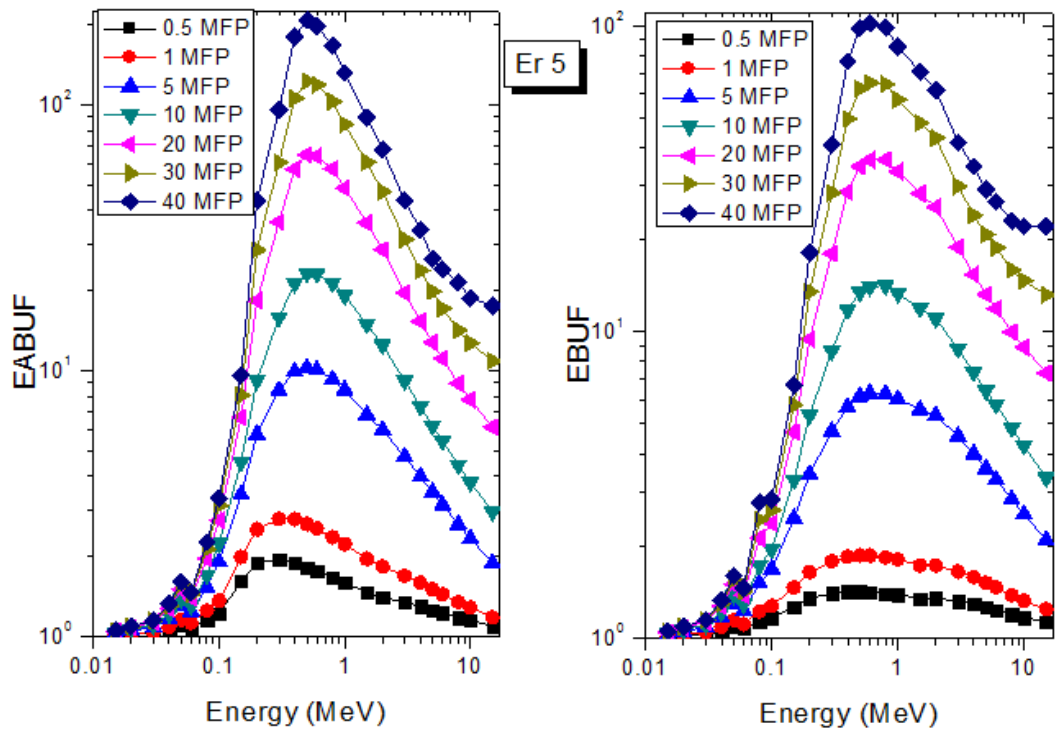 0.5 MFP
1 MFP
5 MFP
10 MFP
20 MFP
30 MFP
40 MFP
Er 5
10²
10¹
10⁰
EABUF
0.01 0.1 1 10
Energy (MeV)
0.5 MFP
1 MFP
5 MFP
10 MFP
20 MFP
30 MFP
40 MFP
10²
10¹
10⁰
EBUF
0.01 0.1 1 10
Energy (MeV)